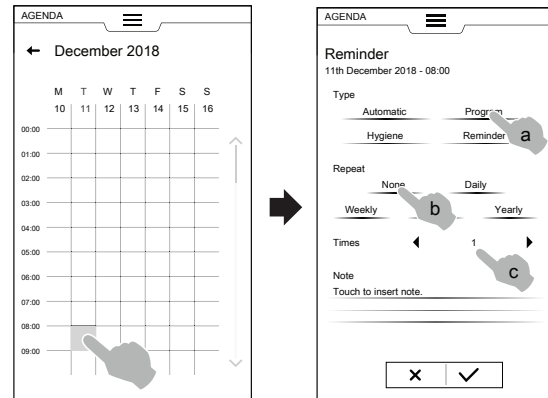 AGENDA
December 2018
M T W T F S S
10 11 12 13 14 15 16
00:00
01:00
02:00
03:00
04:00
05:00
06:00
07:00
08:00
09:00
AGENDA
Reminder
11th December 2018 - 08:00
Type
Automatic Program
Hygiene Reminder
a
Repeat
None Daily
b
Weekly Yearly
Times 1
c
Note
Touch to insert note.